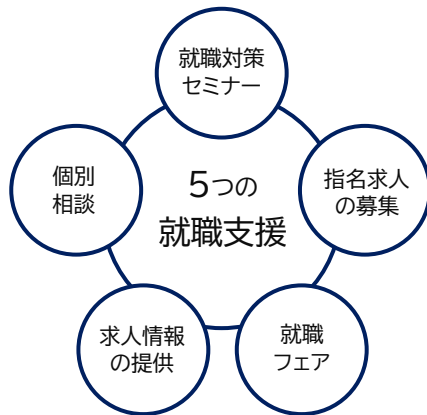 就職対策
セミナー
個別
相談
5つの
就職支援
指名求人
の募集
求人情報
の提供
就職
フェア